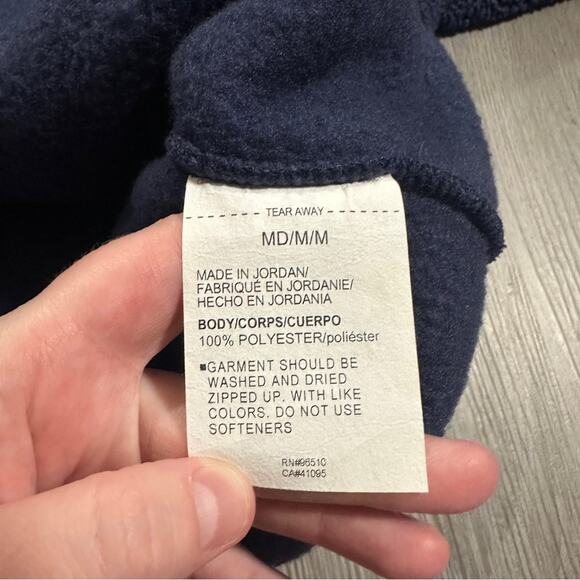 TEAR AWAY
MD/M/M
MADE IN JORDAN/
FABRIQUÉ EN JORDANIE/
HECHO EN JORDANIA
BODY/CORPS/CUERPO
100% POLYESTER/poliéster
▪GARMENT SHOULD BE
WASHED AND DRIED
ZIPPED UP. WITH LIKE
COLORS. DO NOT USE
SOFTENERS
RN#96510
CA#41095